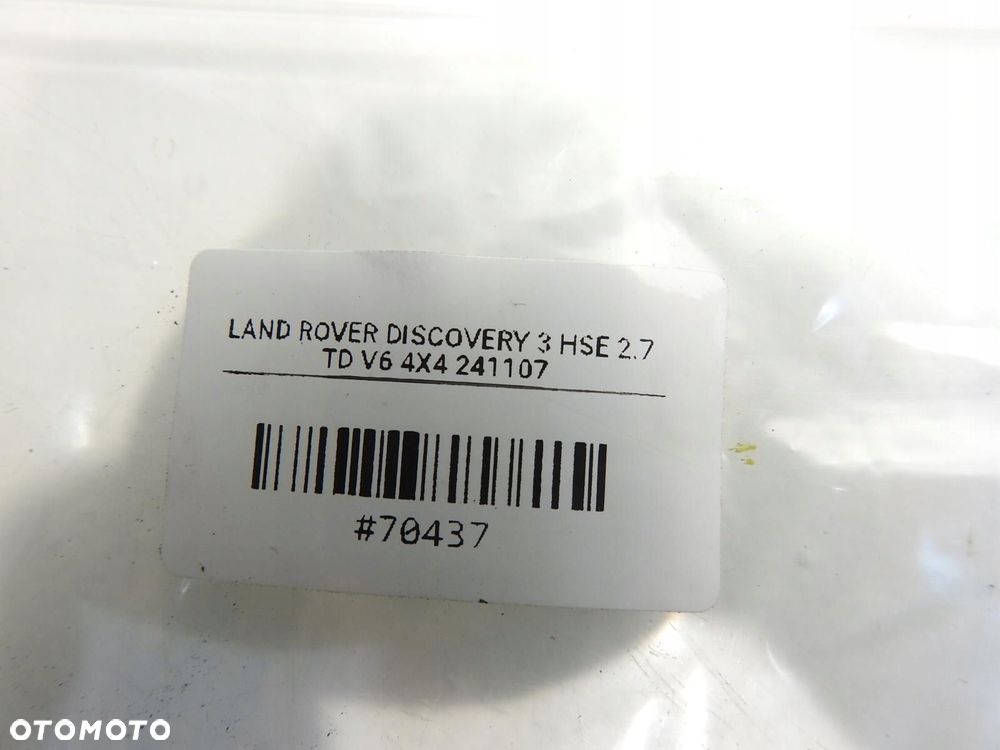 LAND ROVER DISCOVERY 3 HSE 2.7
TD V6 4X4 241107
#70437
OTOMOTO